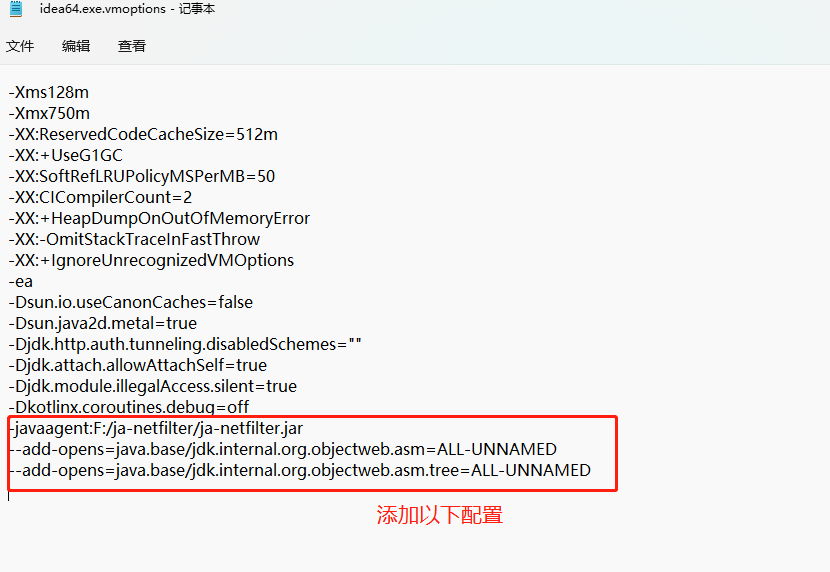 idea64.exe.vmoptions - 记事本
文件 编辑 查看
-Xms128m
-Xmx750m
-XX:ReservedCodeCacheSize=512m
-XX:+UseG1GC
-XX:SoftRefLRUPolicyMSPerMB=50
-XX:CICompilerCount=2
-XX:+HeapDumpOnOutOfMemoryError
-XX:-OmitStackTraceInFastThrow
-XX:+IgnoreUnrecognizedVMOptions
-ea
-Dsun.io.useCanonCaches=false
-Dsun.java2d.metal=true
-Djdk.http.auth.tunneling.disabledSchemes=""
-Djdk.attach.allowAttachSelf=true
-Djdk.module.illegalAccess.silent=true
-Dkotlinx.coroutines.debug=off
-javaagent:F:/ja-netfilter/ja-netfilter.jar
--add-opens=java.base/jdk.internal.org.objectweb.asm=ALL-UNNAMED
--add-opens=java.base/jdk.internal.org.objectweb.asm.tree=ALL-UNNAMED
添加以下配置